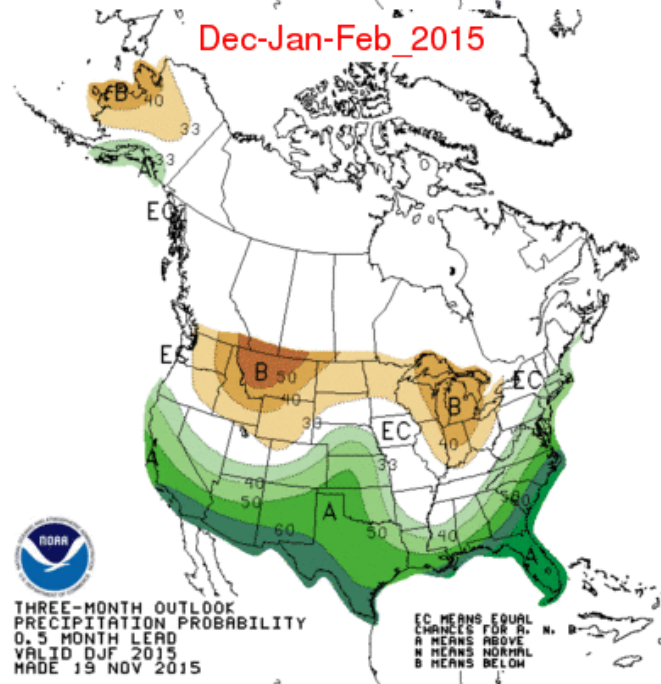 Dec-Jan-Feb_2015
B
40
33
33
A
EC
EC
B
50
40
33
EC
B
40
EC
33
A
40
50
60
A
50
40
50
A
NOAA
THREE-MONTH OUTLOOK
PRECIPITATION PROBABILITY
0.5 MONTH LEAD
VALID DJF 2015
MADE 19 NOV 2015
EC MEANS EQUAL
CHANCES FOR A, N, B
A MEANS ABOVE
N MEANS NORMAL
B MEANS BELOW